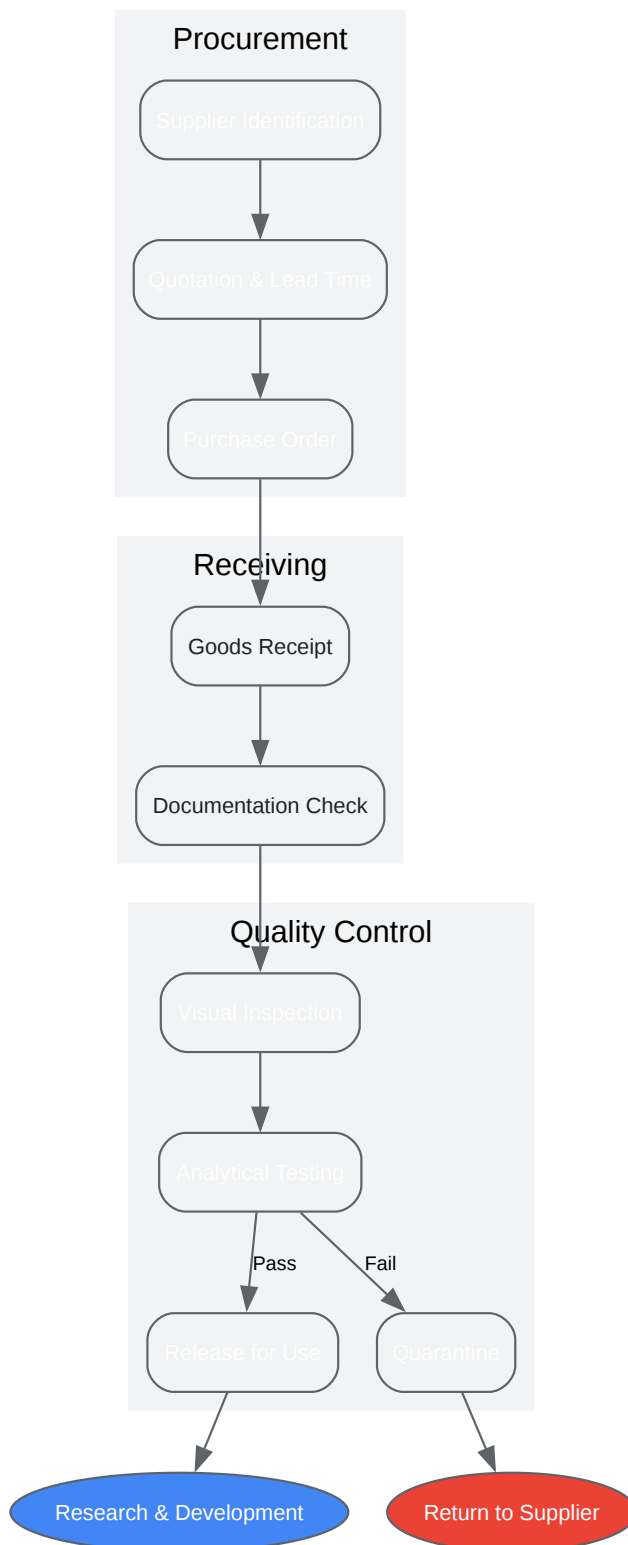 Procurement
Supplier Identification
Quotation & Lead Time
Purchase Order
Receiving
Goods Receipt
Documentation Check
Quality Control
Visual Inspection
Analytical Testing
Pass
Fail
Release for Use
Quarantine
Research & Development
Return to Supplier